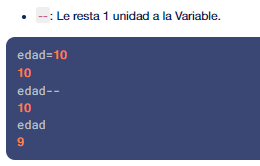 • --: Le resta 1 unidad a la Variable.
edad=10
10
edad--
10
edad
9